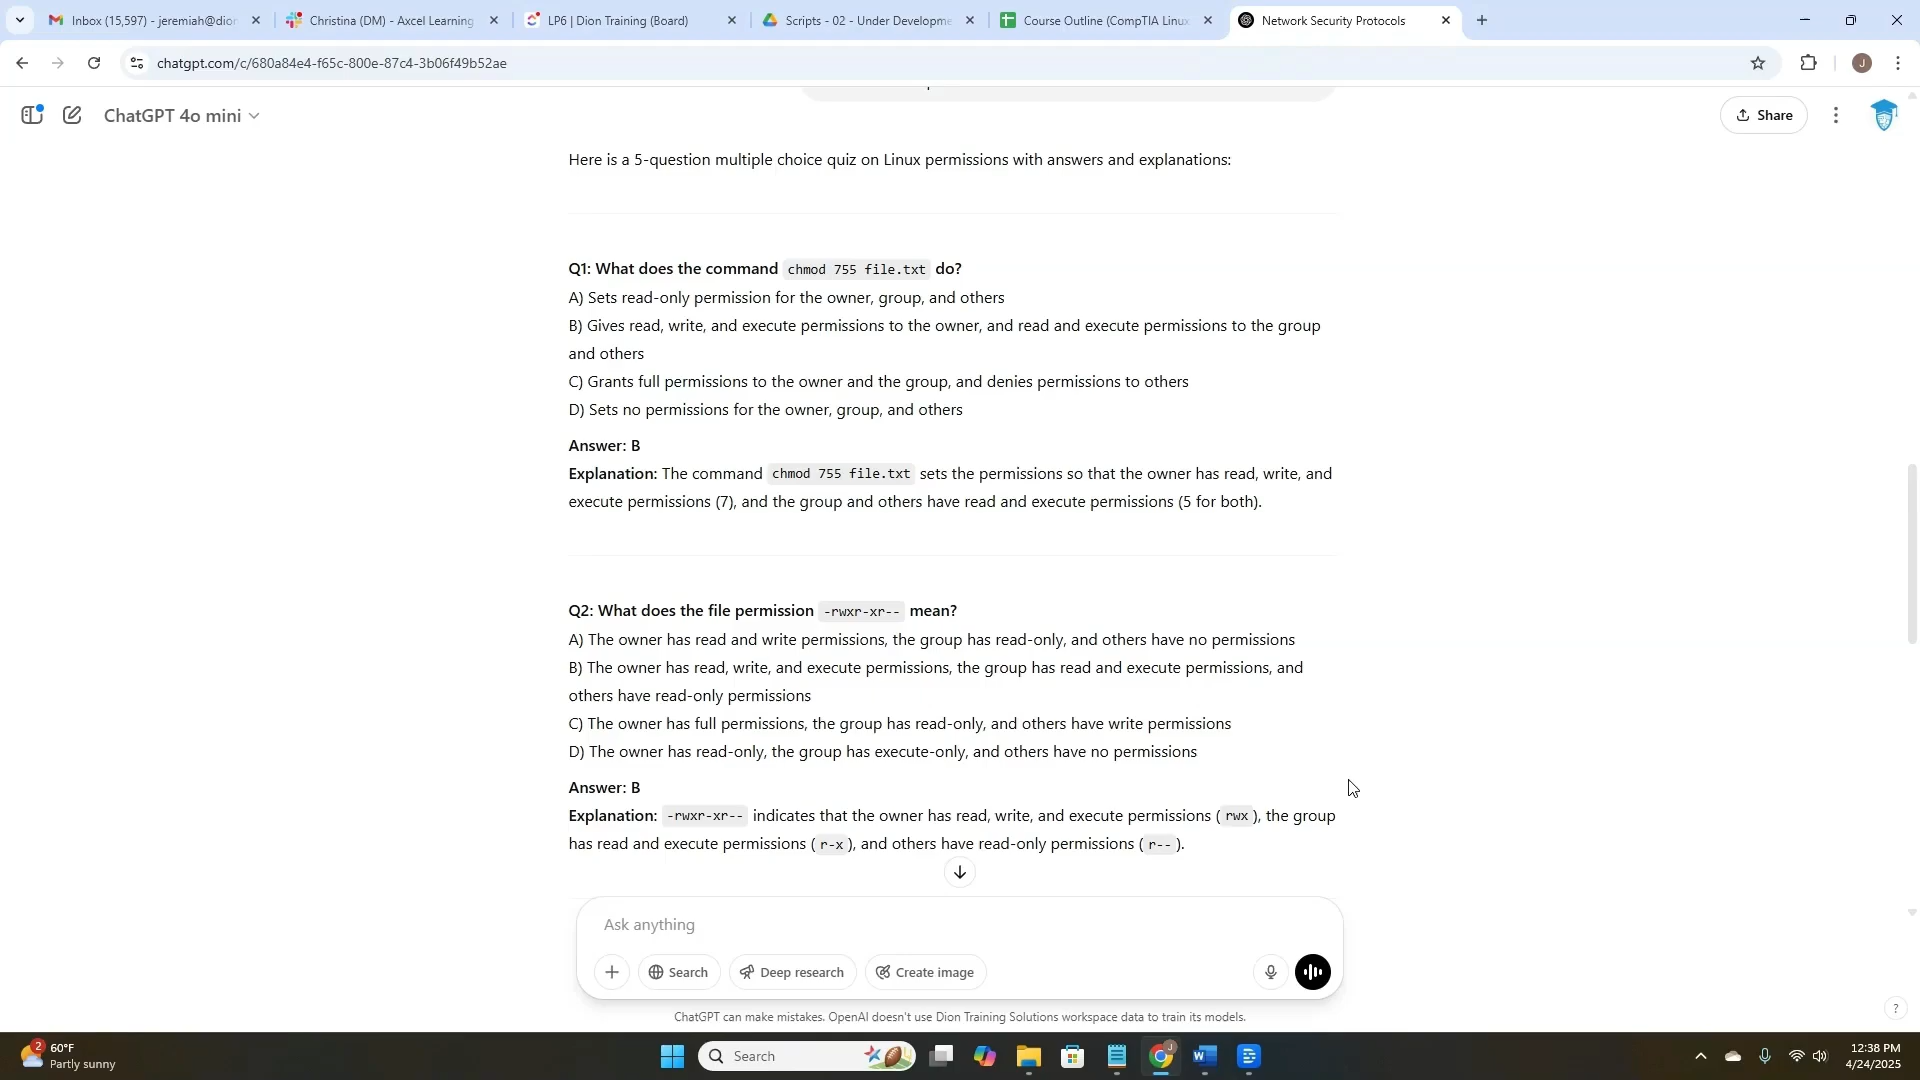 Inbox (15,597) - jeremiah@dion
Christina (DM) - Axcel Learning
LP6 | Dion Training (Board)
Scripts - 02 - Under Developme
Course Outline (CompTIA Linux
Network Security Protocols
chatgpt.com/c/680a84e4-f65c-800e-87c4-3b06f49b52ae
J
ChatGPT 4o mini
Share
Here is a 5-question multiple choice quiz on Linux permissions with answers and explanations:
Q1: What does the command chmod 755 file.txt do?
A) Sets read-only permission for the owner, group, and others
B) Gives read, write, and execute permissions to the owner, and read and execute permissions to the group
and others
C) Grants full permissions to the owner and the group, and denies permissions to others
D) Sets no permissions for the owner, group, and others
Answer: B
Explanation: The command chmod 755 file.txt sets the permissions so that the owner has read, write, and
execute permissions (7), and the group and others have read and execute permissions (5 for both).
Q2: What does the file permission -rwxr-xr-- mean?
A) The owner has read and write permissions, the group has read-only, and others have no permissions
B) The owner has read, write, and execute permissions, the group has read and execute permissions, and
others have read-only permissions
C) The owner has full permissions, the group has read-only, and others have write permissions
D) The owner has read-only, the group has execute-only, and others have no permissions
Answer: B
Explanation: -rwxr-xr-- indicates that the owner has read, write, and execute permissions ( rwx ), the group
has read and execute permissions ( r-x ), and others have read-only permissions ( r-- ).
Ask anything
Search
Deep research
Create image
ChatGPT can make mistakes. OpenAI doesn't use Dion Training Solutions workspace data to train its models.
?
2
60°F
Partly sunny
Search
J
W
12:38 PM
4/24/2025